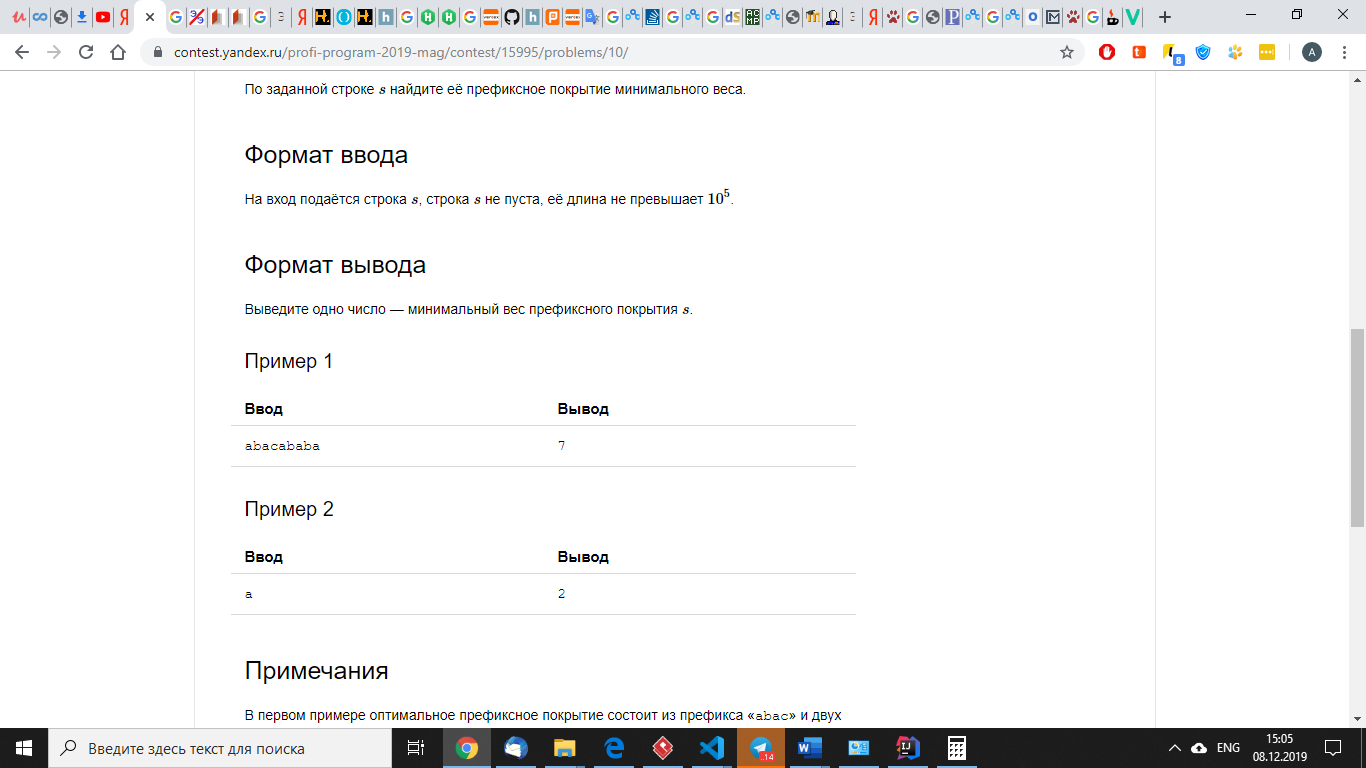 contest.yandex.ru/profi-program-2019-mag/contest/15995/problems/10/
8
A
По заданной строке s найдите её префиксное покрытие минимального веса.
Формат ввода
На вход подаётся строка s, строка s не пуста, её длина не превышает 10⁵.
Формат вывода
Выведите одно число — минимальный вес префиксного покрытия s.
Пример 1
Ввод Вывод
abacababa 7
Пример 2
Ввод Вывод
a 2
Примечания
В первом примере оптимальное префиксное покрытие состоит из префикса «abac» и двух
Введите здесь текст для поиска
..14
ENG
15:05
08.12.2019